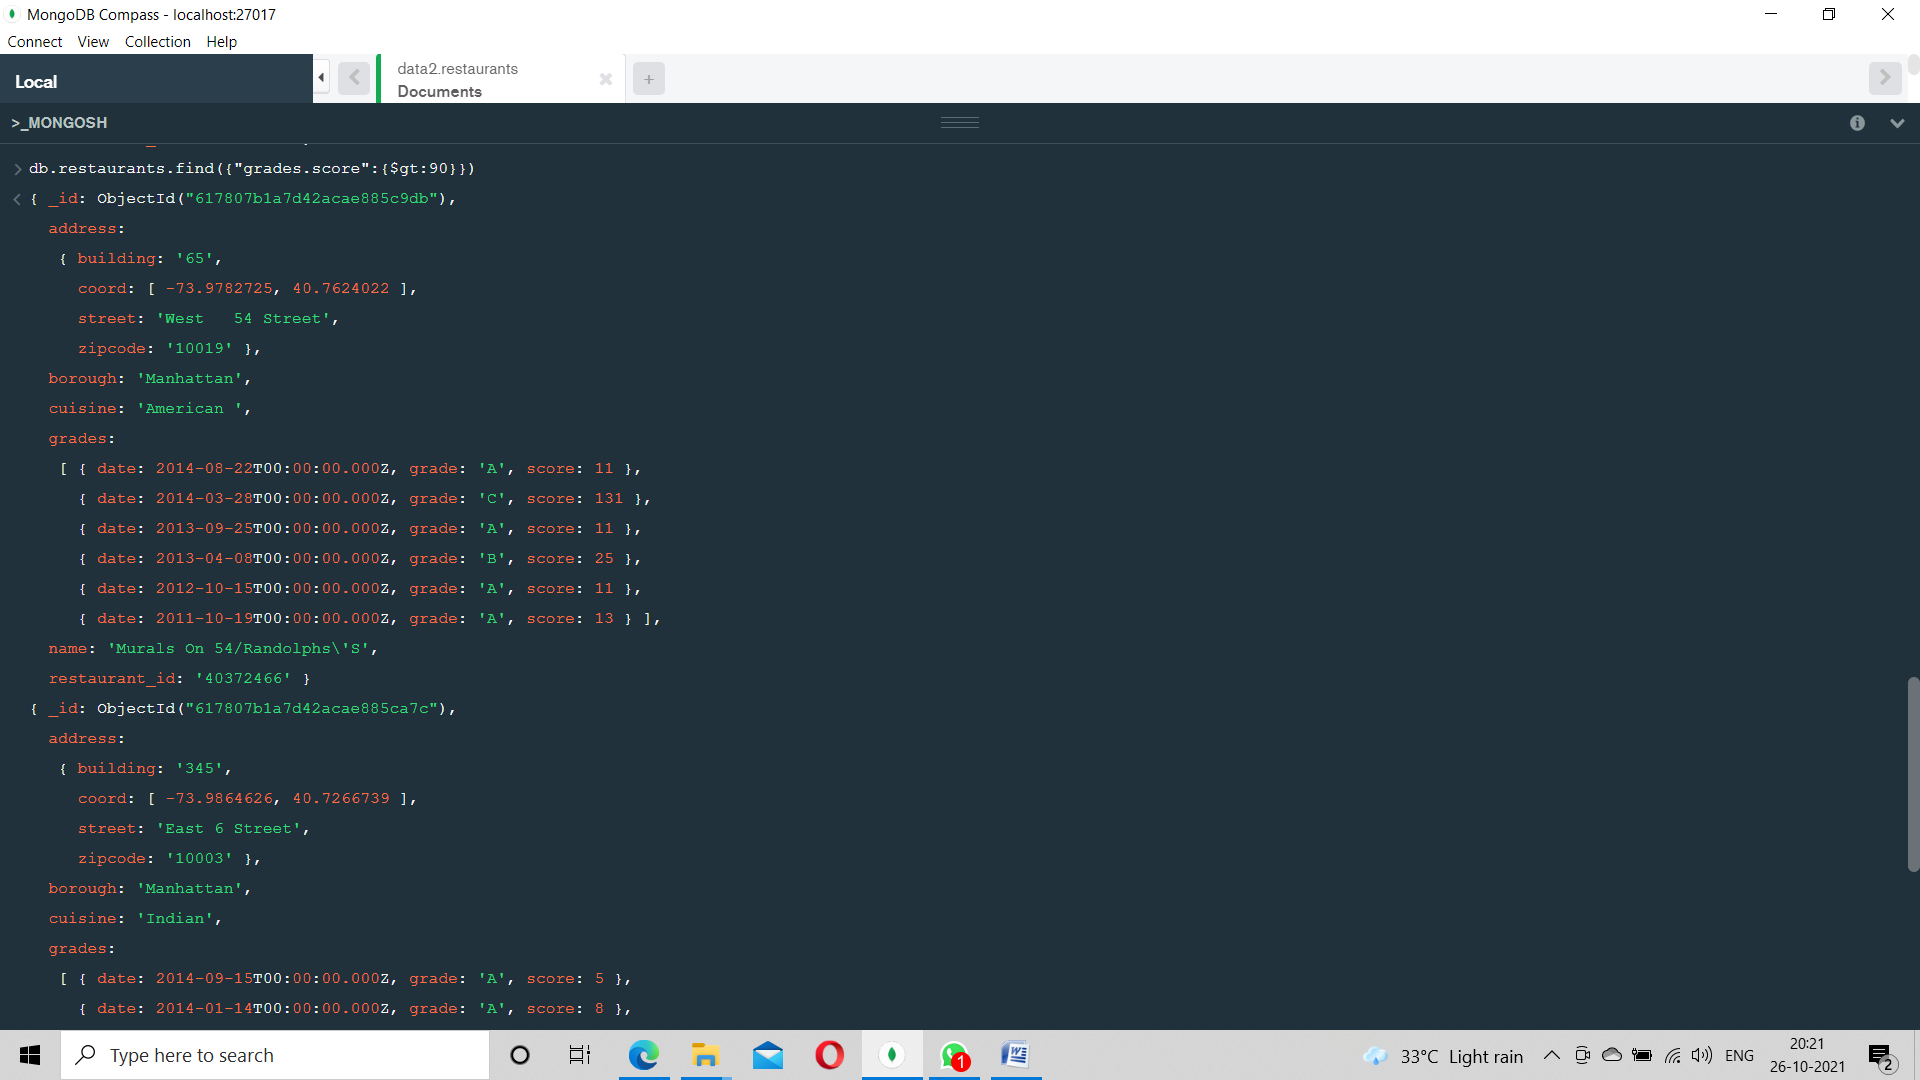 MongoDB Compass - localhost:27017
Connect View Collection Help
Local
data2.restaurants
Documents
>_MONGOSH
db.restaurants.find({"grades.score":{$gt:90}})
{ _id: ObjectId("617807b1a7d42acae885c9db"),
address:
{ building: '65',
coord: [ -73.9782725, 40.7624022 ],
street: 'West   54 Street',
zipcode: '10019' },
borough: 'Manhattan',
cuisine: 'American ',
grades:
[ { date: 2014-08-22T00:00:00.000Z, grade: 'A', score: 11 },
{ date: 2014-03-28T00:00:00.000Z, grade: 'C', score: 131 },
{ date: 2013-09-25T00:00:00.000Z, grade: 'A', score: 11 },
{ date: 2013-04-08T00:00:00.000Z, grade: 'B', score: 25 },
{ date: 2012-10-15T00:00:00.000Z, grade: 'A', score: 11 },
{ date: 2011-10-19T00:00:00.000Z, grade: 'A', score: 13 } ],
name: 'Murals On 54/Randolphs\'S',
restaurant_id: '40372466' }
{ _id: ObjectId("617807b1a7d42acae885ca7c"),
address:
{ building: '345',
coord: [ -73.9864626, 40.7266739 ],
street: 'East 6 Street',
zipcode: '10003' },
borough: 'Manhattan',
cuisine: 'Indian',
grades:
[ { date: 2014-09-15T00:00:00.000Z, grade: 'A', score: 5 },
{ date: 2014-01-14T00:00:00.000Z, grade: 'A', score: 8 },
Type here to search
1
33°C Light rain
ENG
20:21
26-10-2021
2